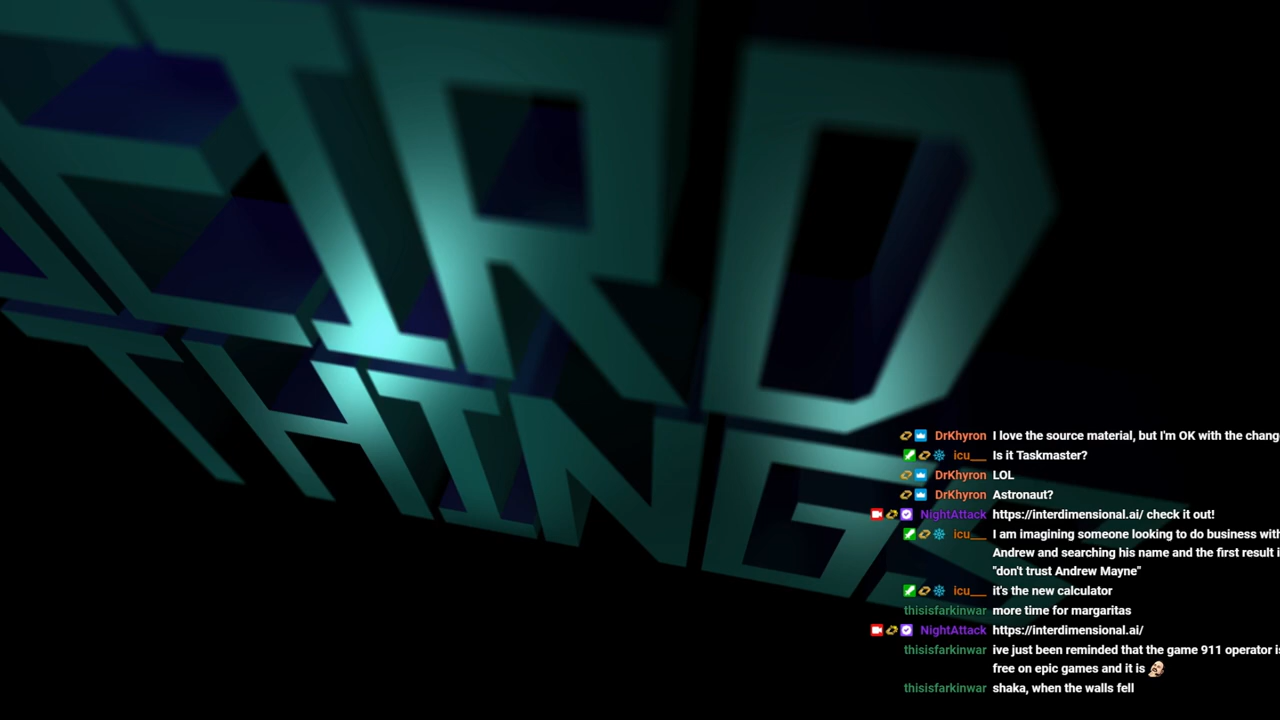 EIRD
THINGS
DrKhyron I love the source material, but I'm OK with the chang
icu___ Is it Taskmaster?
DrKhyron LOL
DrKhyron Astronaut?
NightAttack https://interdimensional.ai/ check it out!
icu___ I am imagining someone looking to do business wit
Andrew and searching his name and the first result i
"don't trust Andrew Mayne"
icu___ it's the new calculator
thisisfarkinwar more time for margaritas
NightAttack https://interdimensional.ai/
thisisfarkinwar ive just been reminded that the game 911 operator i
free on epic games and it is
thisisfarkinwar shaka, when the walls fell